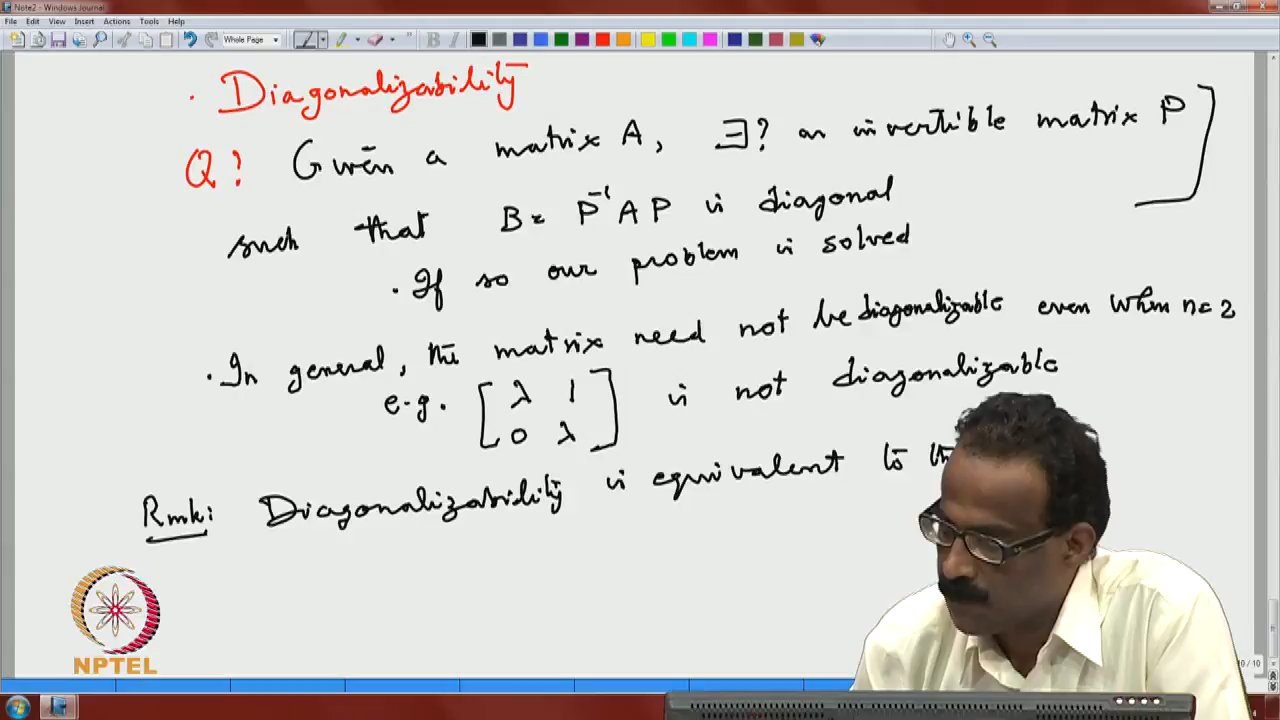 Note2 - Windows Journal
File Edit View Insert Actions Tools Help
Whole Page
B I
· Diagonalizability
Q? Given a matrix A, ∃? an invertible matrix P
such that B = P⁻¹AP is diagonal
· If so our problem is solved
· In general, the matrix need not be diagonalizable even when n=2
e.g. [λ 1
0 λ] is not diagonalizable
Rmk: Diagonalizability is equivalent to
NPTEL
10 / 10